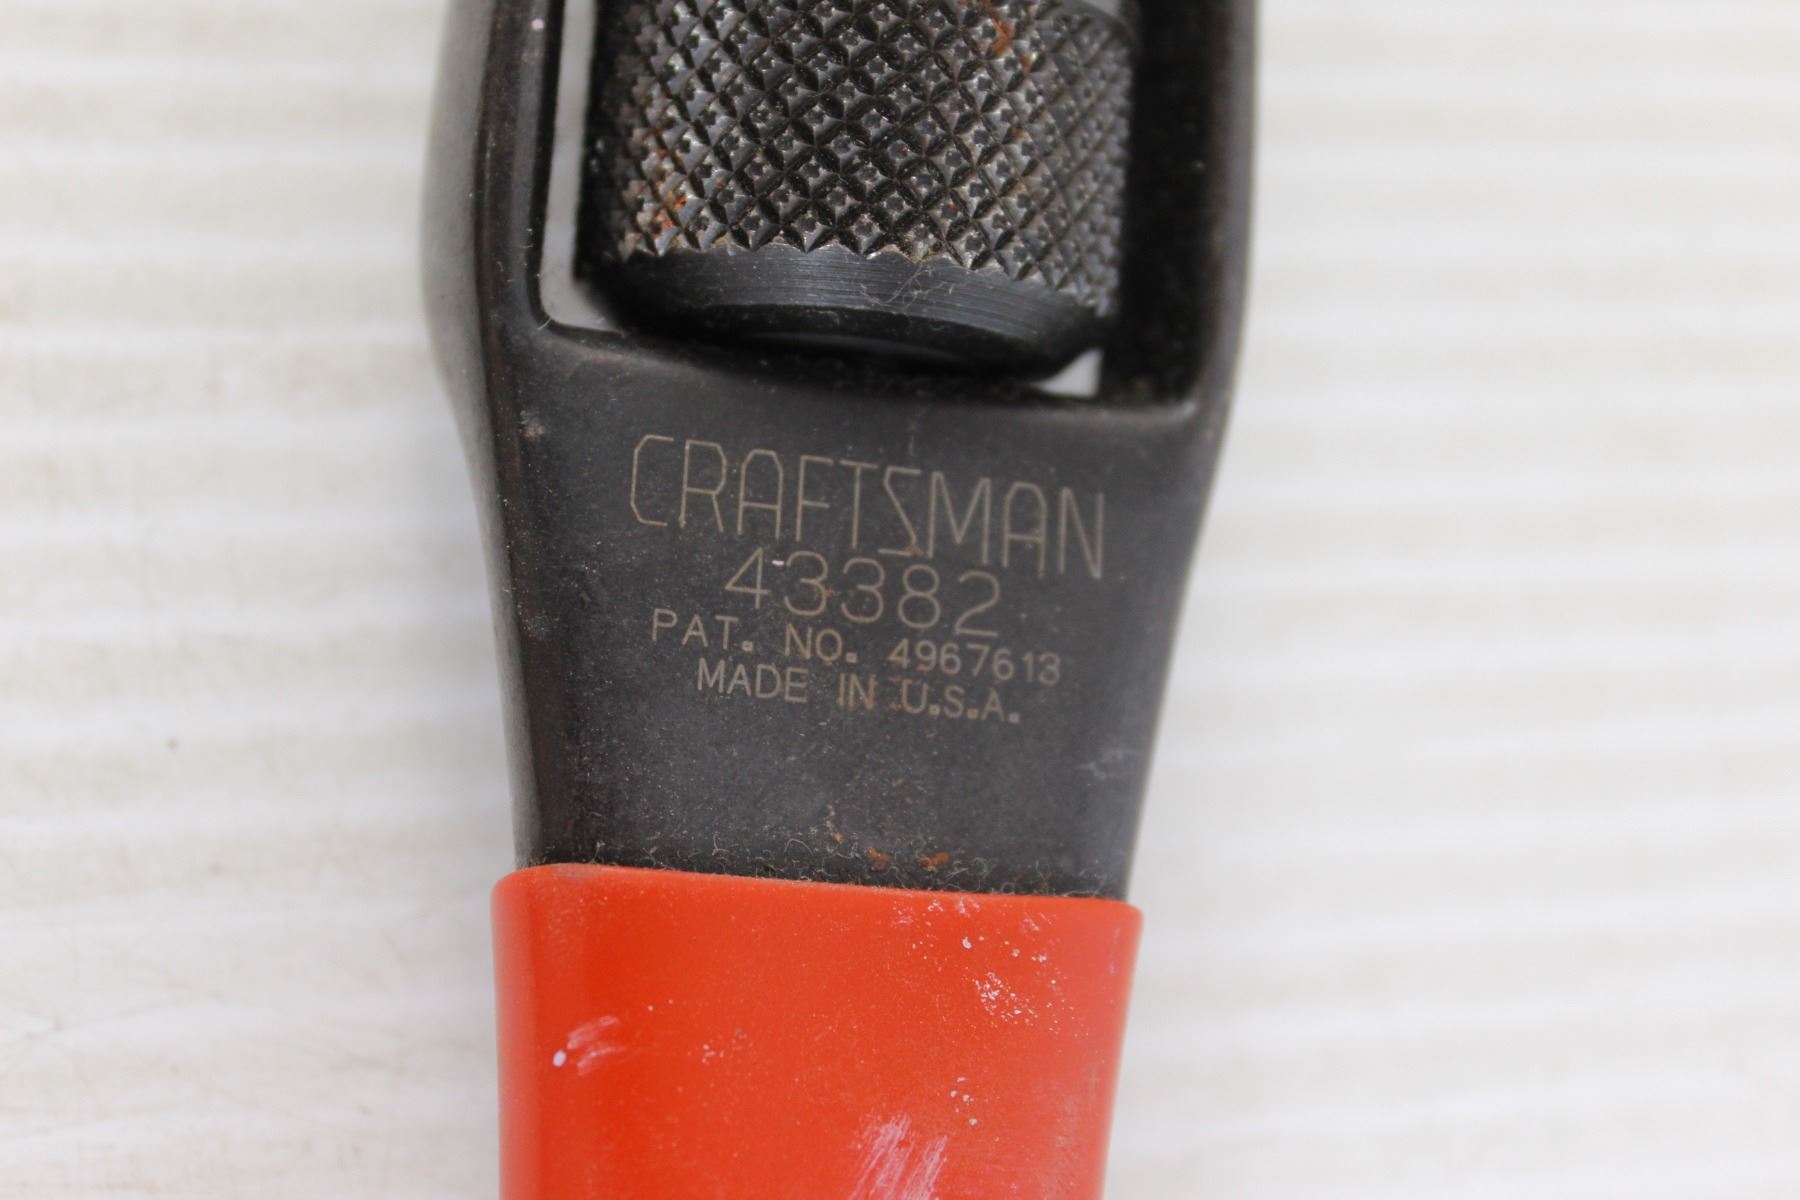 CRAFTSMAN
43382
PAT. NO. 4967613
MADE IN U.S.A.